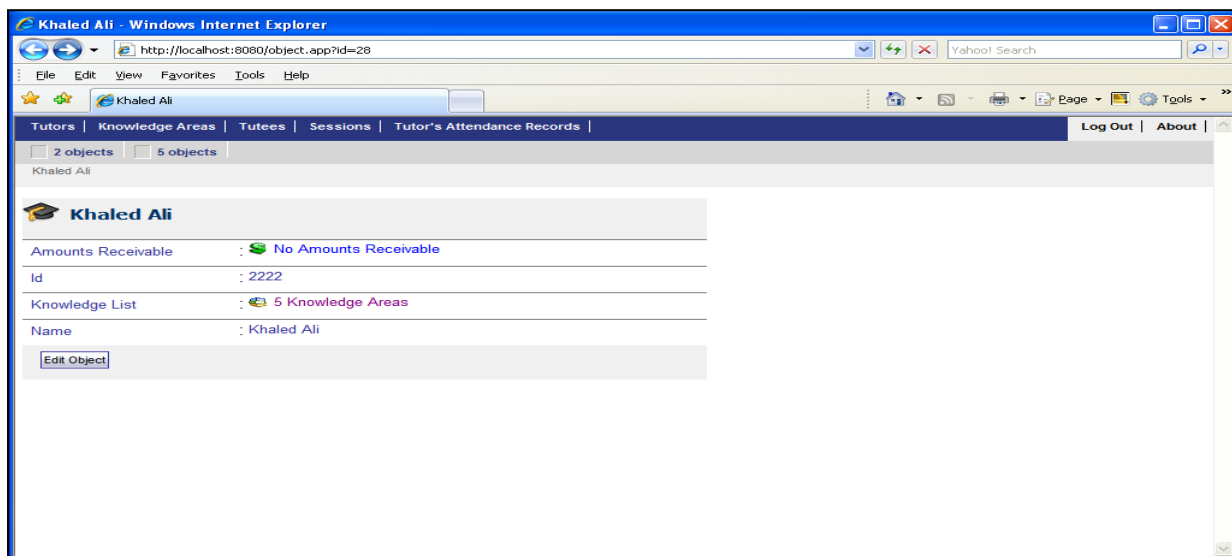 Khaled Ali - Windows Internet Explorer
http://localhost:8080/object.app?id=28
Yahoo! Search
File Edit View Favorites Tools Help
Khaled Ali
Page Tools »
Tutors | Knowledge Areas | Tutees | Sessions | Tutor's Attendance Records |
Log Out | About |
2 objects 5 objects
Khaled Ali
Khaled Ali
Amounts Receivable : No Amounts Receivable
Id : 2222
Knowledge List : 5 Knowledge Areas
Name : Khaled Ali
Edit Object